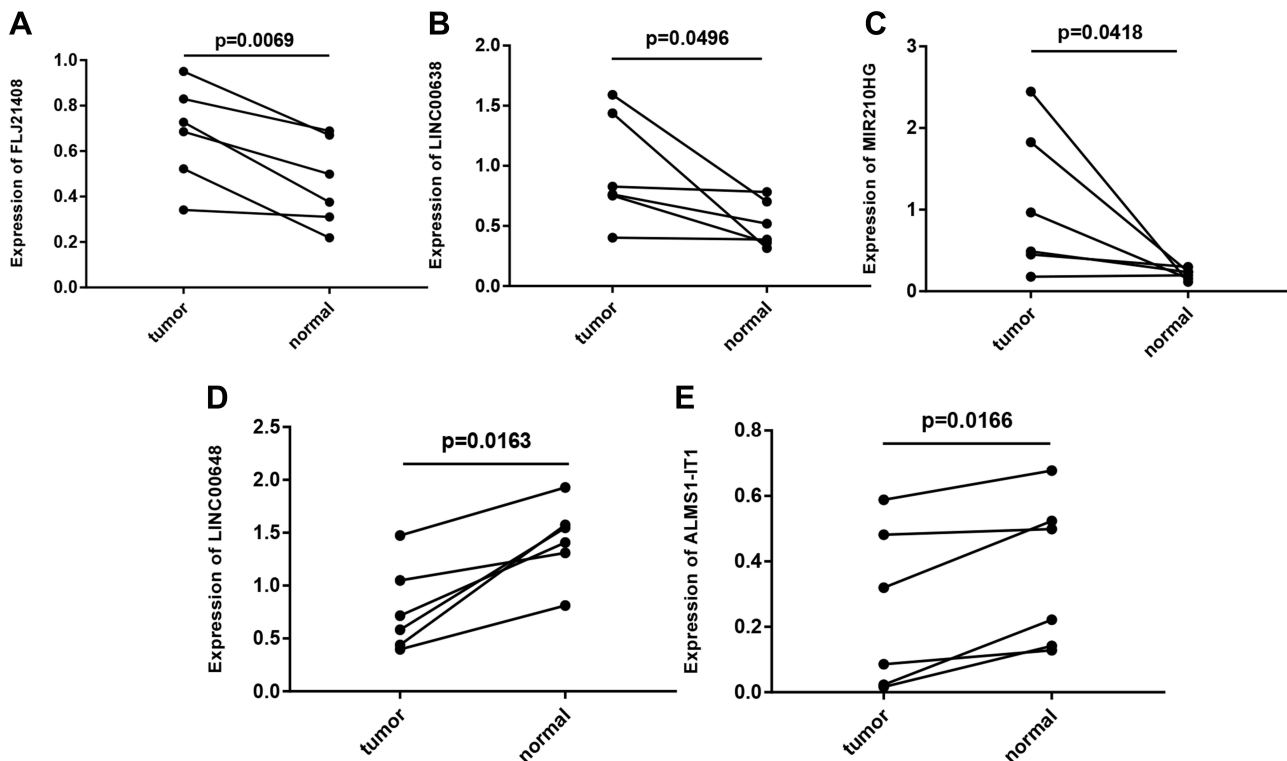 A
p=0.0069
Expression of FLJ21408
1.0
0.8
0.6
0.4
0.2
0.0
tumor
normal
B
p=0.0496
Expression of LINC00638
2.0
1.5
1.0
0.5
0.0
tumor
normal
C
p=0.0418
Expression of MIR210HG
3
2
1
0
tumor
normal
D
p=0.0163
Expression of LINC00648
2.5
2.0
1.5
1.0
0.5
0.0
tumor
normal
E
p=0.0166
Expression of ALMS1-IT1
0.8
0.6
0.4
0.2
0.0
tumor
normal